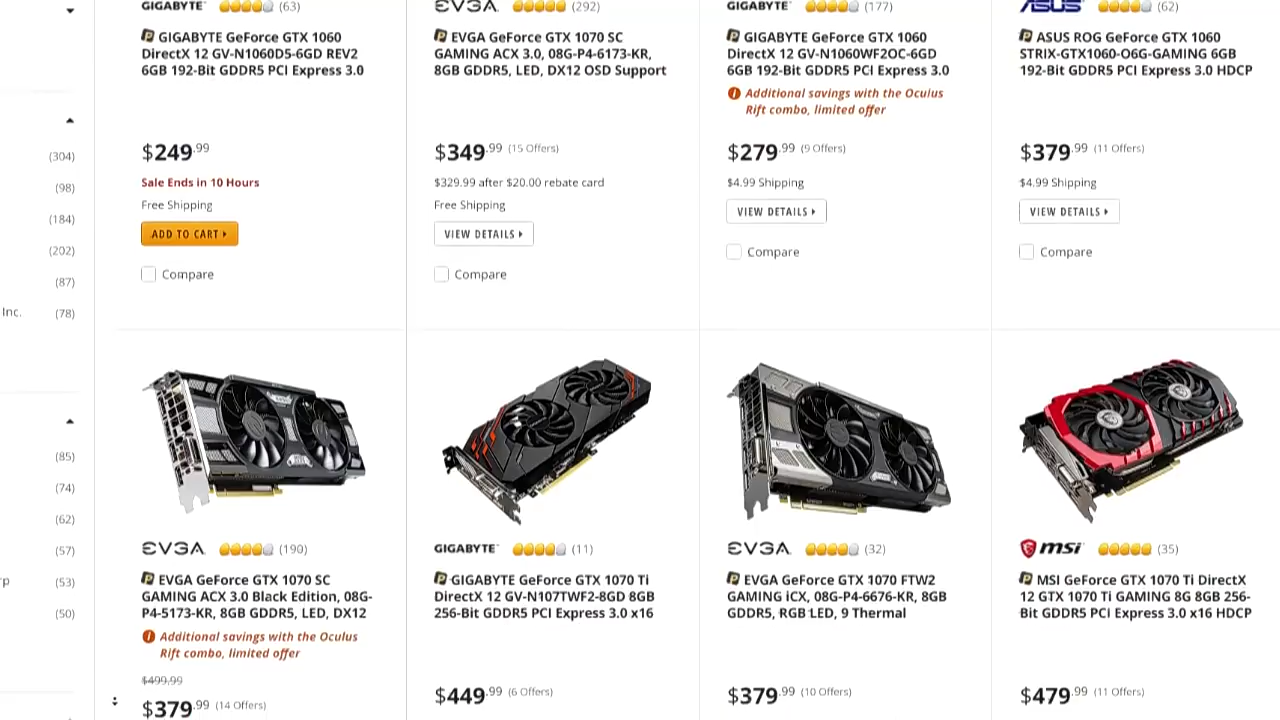 GIGABYTE (63)
GIGABYTE GeForce GTX 1060
DirectX 12 GV-N1060D5-6GD REV2
6GB 192-Bit GDDR5 PCI Express 3.0
$249.99
Sale Ends in 10 Hours
Free Shipping
ADD TO CART
Compare
EVGA (292)
EVGA GeForce GTX 1070 SC
GAMING ACX 3.0, 08G-P4-6173-KR,
8GB GDDR5, LED, DX12 OSD Support
$349.99 (15 Offers)
$329.99 after $20.00 rebate card
Free Shipping
VIEW DETAILS
Compare
GIGABYTE (177)
GIGABYTE GeForce GTX 1060
DirectX 12 GV-N1060WF2OC-6GD
6GB 192-Bit GDDR5 PCI Express 3.0
Additional savings with the Oculus
Rift combo, limited offer
$279.99 (9 Offers)
$4.99 Shipping
VIEW DETAILS
Compare
ASUS (62)
ASUS ROG GeForce GTX 1060
STRIX-GTX1060-O6G-GAMING 6GB
192-Bit GDDR5 PCI Express 3.0 HDCP
$379.99 (11 Offers)
$4.99 Shipping
VIEW DETAILS
Compare
(304)
(98)
(184)
(202)
(87)
Inc. (78)
(85)
(74)
(62)
(57)
rp (53)
(50)
EVGA (190)
EVGA GeForce GTX 1070 SC
GAMING ACX 3.0 Black Edition, 08G-
P4-5173-KR, 8GB GDDR5, LED, DX12
Additional savings with the Oculus
Rift combo, limited offer
$499.99
$379.99 (14 Offers)
GIGABYTE (11)
GIGABYTE GeForce GTX 1070 Ti
DirectX 12 GV-N107TWF2-8GD 8GB
256-Bit GDDR5 PCI Express 3.0 x16
$449.99 (6 Offers)
EVGA (32)
EVGA GeForce GTX 1070 FTW2
GAMING iCX, 08G-P4-6676-KR, 8GB
GDDR5, RGB LED, 9 Thermal
$379.99 (10 Offers)
msi (35)
MSI GeForce GTX 1070 Ti DirectX
12 GTX 1070 Ti GAMING 8G 8GB 256-
Bit GDDR5 PCI Express 3.0 x16 HDCP
$479.99 (11 Offers)